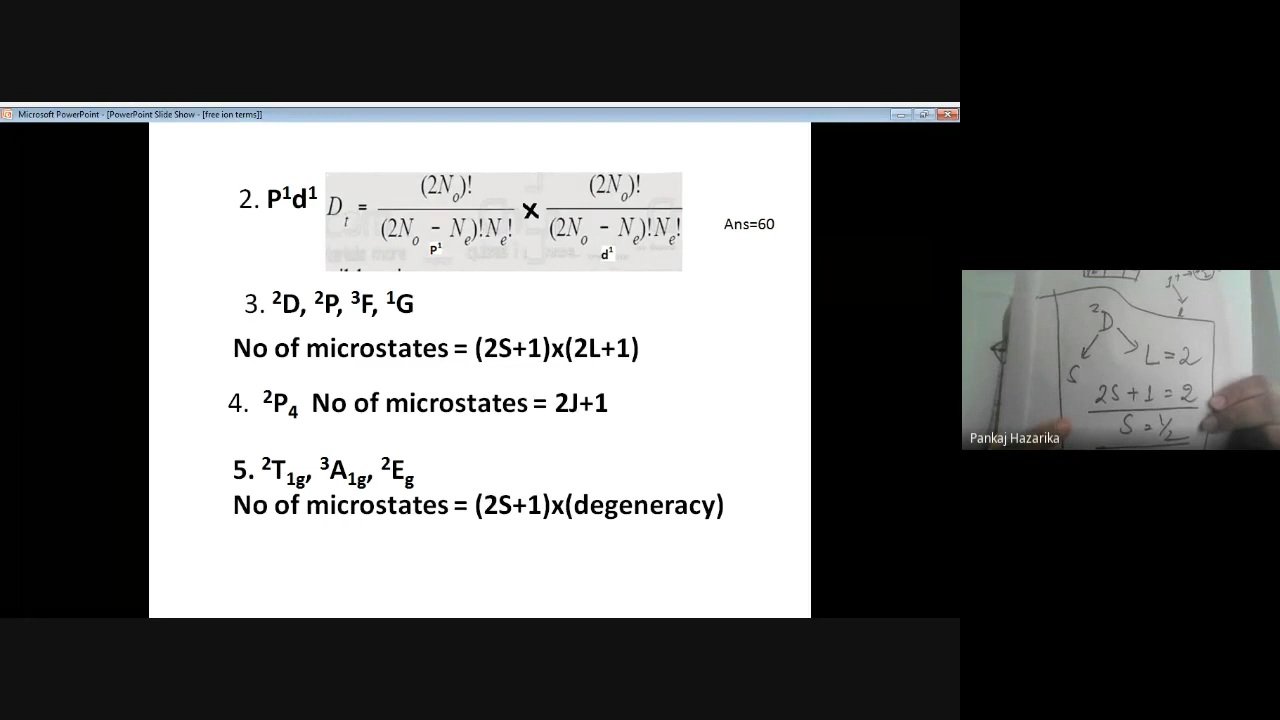 Microsoft PowerPoint - [PowerPoint Slide Show - [free ion terms]]
2. P¹d¹ Dₜ = (2Nₒ)! / (2Nₒ - Nₑ)!Nₑ! x (2Nₒ)! / (2Nₒ - Nₑ)!Nₑ! Ans=60
P¹ d¹
3. ²D, ²P, ³F, ¹G
No of microstates = (2S+1)x(2L+1)
4. ²P₄ No of microstates = 2J+1
5. ²T₁g, ³A₁g, ²Eg
No of microstates = (2S+1)x(degeneracy)
²D
L = 2
S
2S + 1 = 2
S = 1/2
Pankaj Hazarika